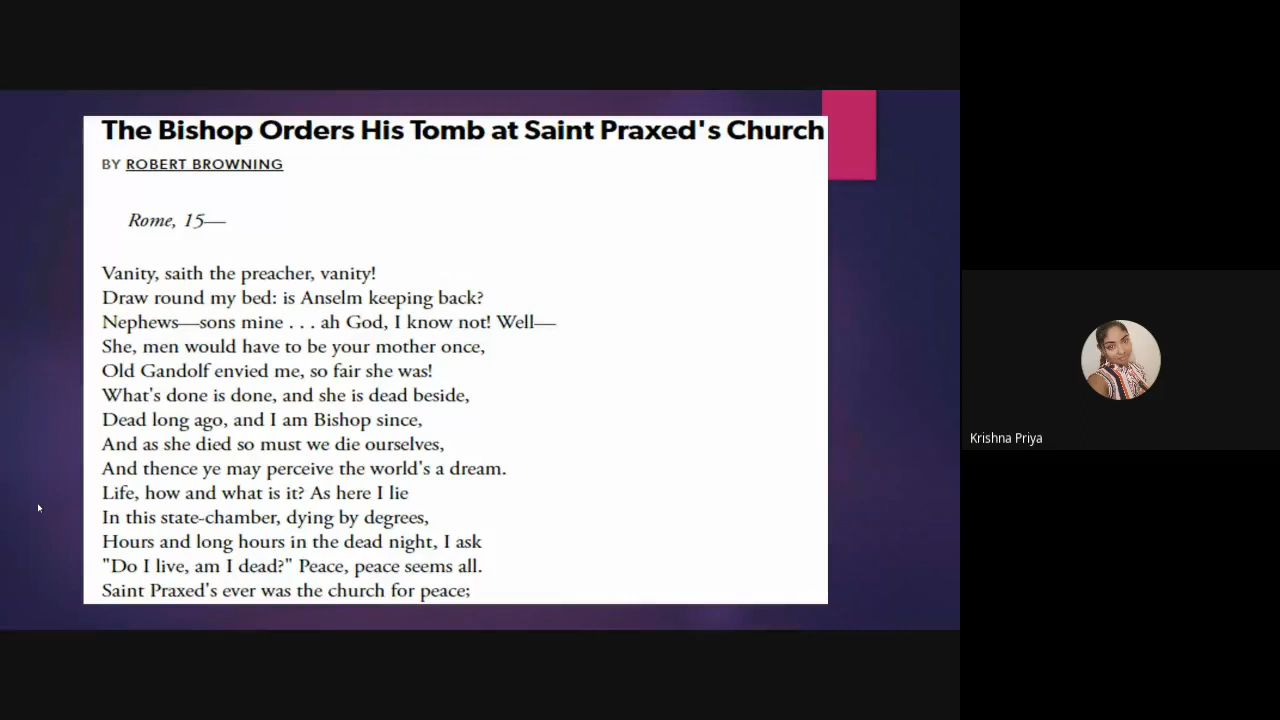 The Bishop Orders His Tomb at Saint Praxed's Church
BY ROBERT BROWNING
Rome, 15—
Vanity, saith the preacher, vanity!
Draw round my bed: is Anselm keeping back?
Nephews—sons mine . . . ah God, I know not! Well—
She, men would have to be your mother once,
Old Gandolf envied me, so fair she was!
What's done is done, and she is dead beside,
Dead long ago, and I am Bishop since,
And as she died so must we die ourselves,
And thence ye may perceive the world's a dream.
Life, how and what is it? As here I lie
In this state-chamber, dying by degrees,
Hours and long hours in the dead night, I ask
"Do I live, am I dead?" Peace, peace seems all.
Saint Praxed's ever was the church for peace;
Krishna Priya